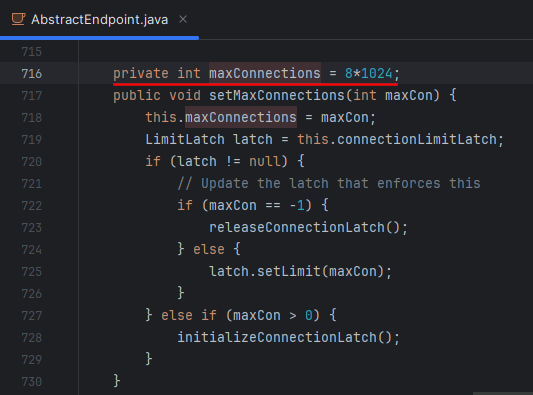 AbstractEndpoint.java ×
715
716 private int maxConnections = 8*1024;
717 public void setMaxConnections(int maxCon) {
718 this.maxConnections = maxCon;
719 LimitLatch latch = this.connectionLimitLatch;
720 if (latch != null) {
721 // Update the latch that enforces this
722 if (maxCon == -1) {
723 releaseConnectionLatch();
724 } else {
725 latch.setLimit(maxCon);
726 }
727 } else if (maxCon > 0) {
728 initializeConnectionLatch();
729 }
730 }